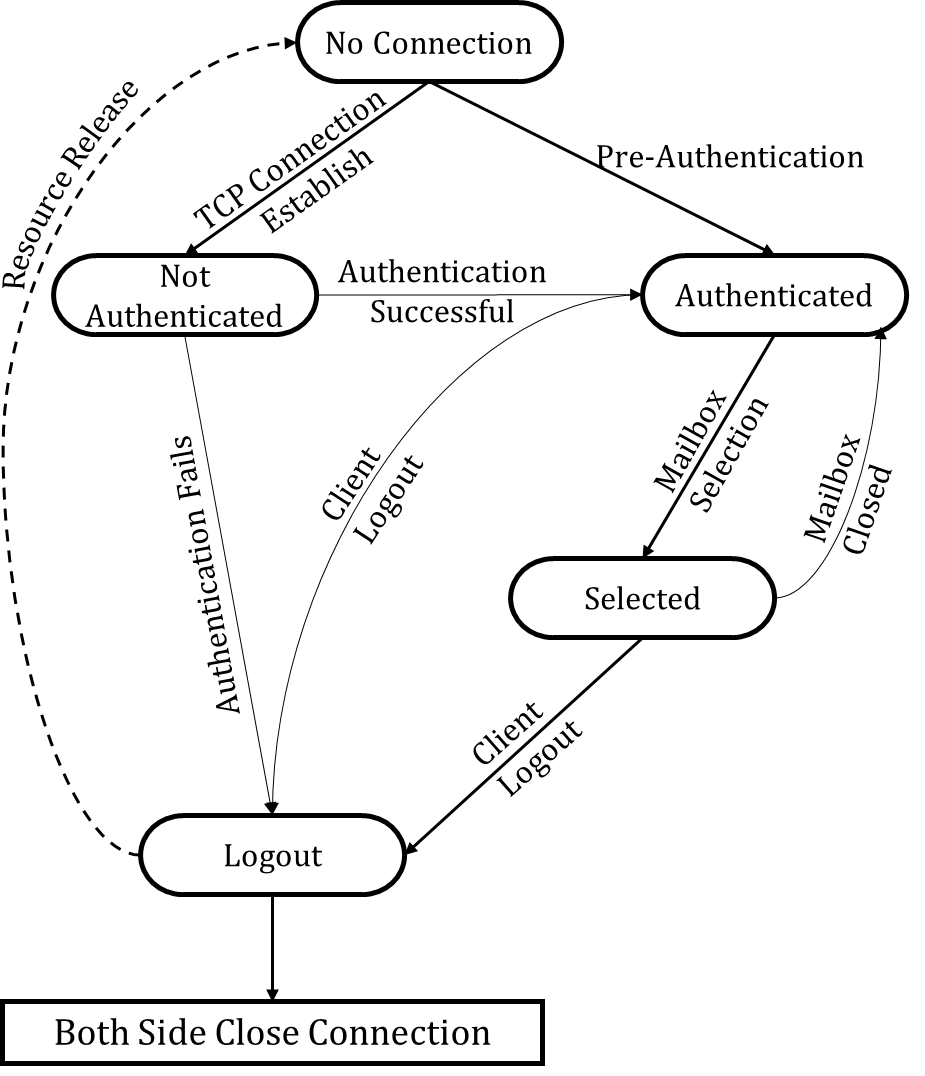 No Connection
Resource Release
TCP Connection
Establish
Pre-Authentication
Not
Authenticated
Authentication
Successful
Authenticated
Mailbox
Selection
Mailbox
Closed
Client
Logout
Authentication Fails
Selected
Client
Logout
Logout
Both Side Close Connection